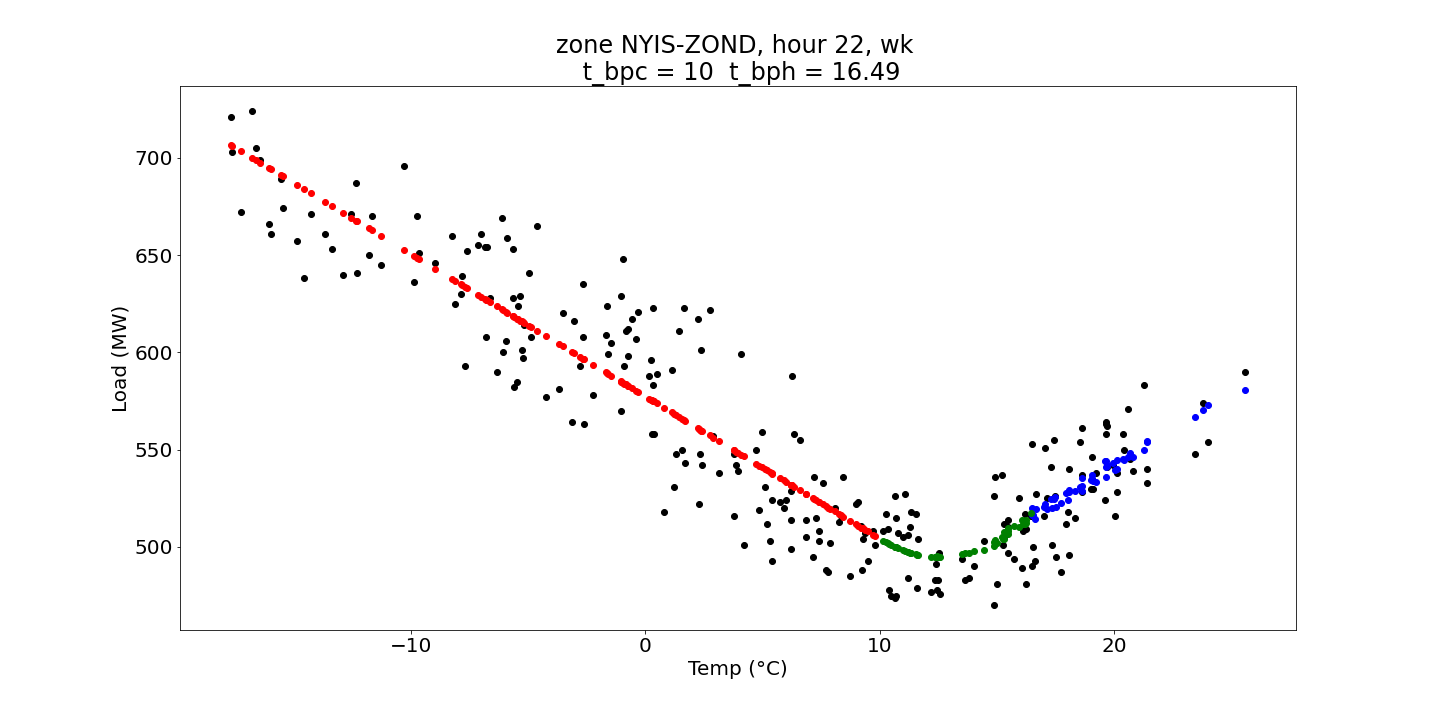 zone NYIS-ZOND, hour 22, wk
t_bpc = 10  t_bph = 16.49
700
650
600
550
500
Load (MW)
−10
0
10
20
Temp (°C)